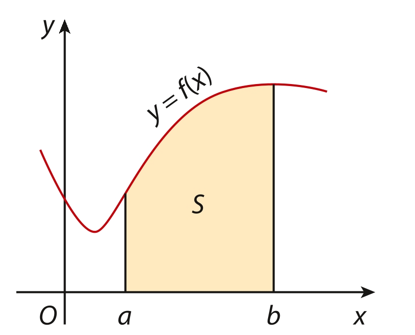 y
y = f(x)
S
O a b x